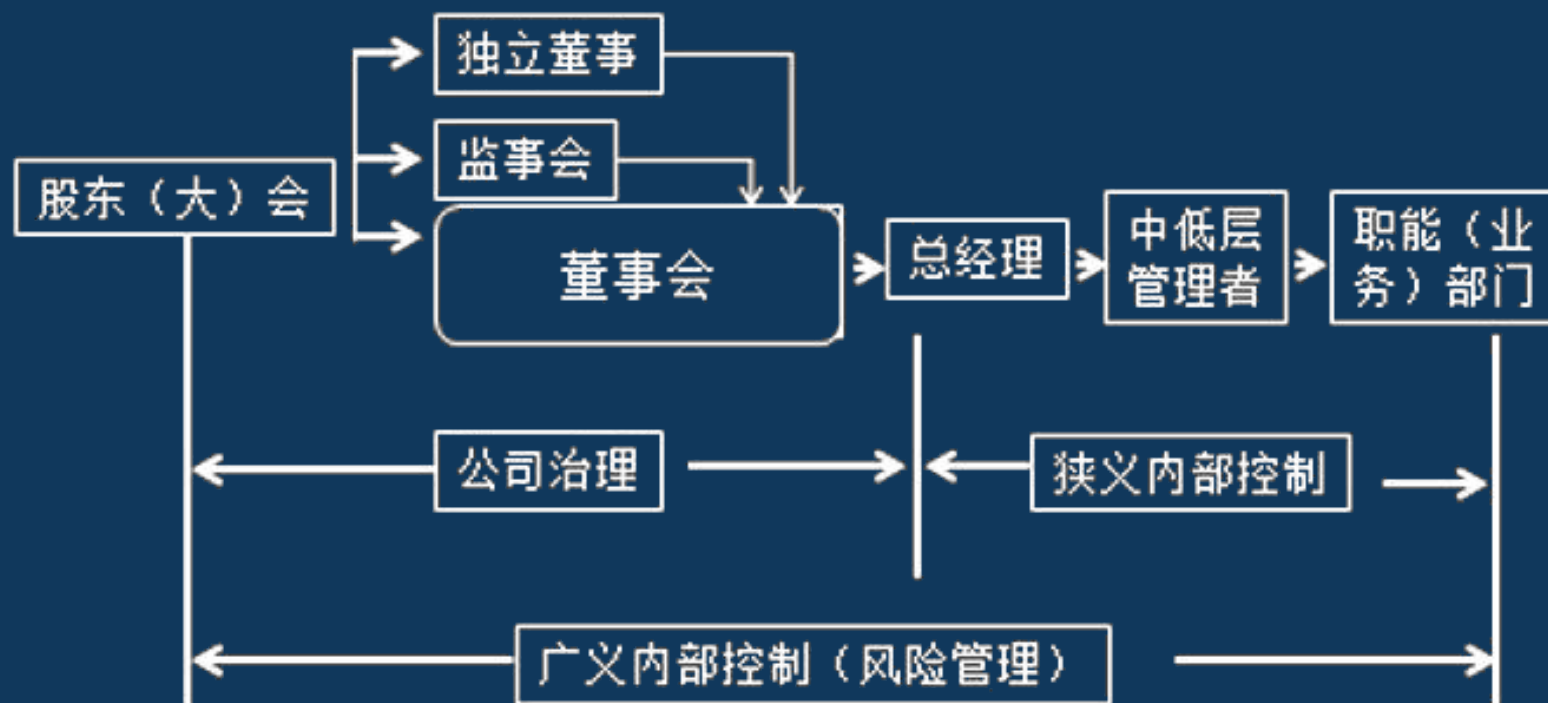 独立董事
监事会
股东（大）会
董事会
总经理
中低层
管理者
职能（业
务）部门
公司治理
狭义内部控制
广义内部控制（风险管理）